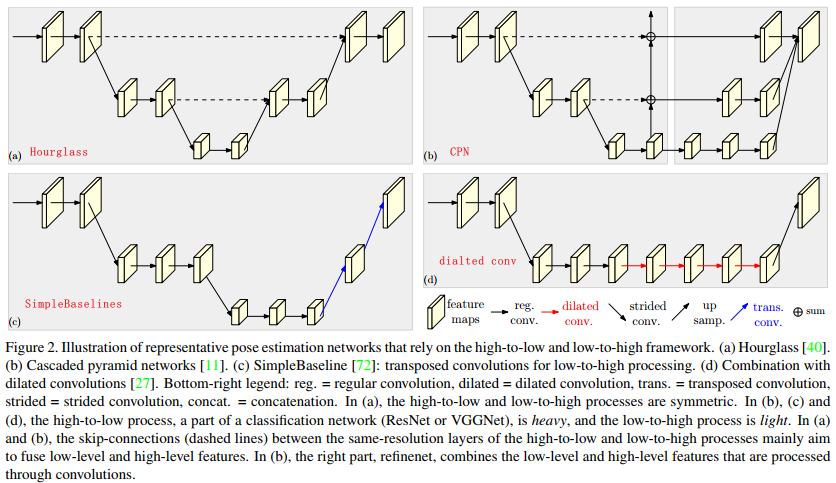 (a) Hourglass
(b) CPN
(c) SimpleBaselines
(d) dialted conv
feature maps
reg. conv.
dilated conv.
strided conv.
up samp.
trans. conv.
sum
Figure 2. Illustration of representative pose estimation networks that rely on the high-to-low and low-to-high framework. (a) Hourglass [40].
(b) Cascaded pyramid networks [11]. (c) SimpleBaseline [72]: transposed convolutions for low-to-high processing. (d) Combination with
dilated convolutions [27]. Bottom-right legend: reg. = regular convolution, dilated = dilated convolution, trans. = transposed convolution,
strided = strided convolution, concat. = concatenation. In (a), the high-to-low and low-to-high processes are symmetric. In (b), (c) and
(d), the high-to-low process, a part of a classification network (ResNet or VGGNet), is heavy, and the low-to-high process is light. In (a)
and (b), the skip-connections (dashed lines) between the same-resolution layers of the high-to-low and low-to-high processes mainly aim
to fuse low-level and high-level features. In (b), the right part, refinenet, combines the low-level and high-level features that are processed
through convolutions.